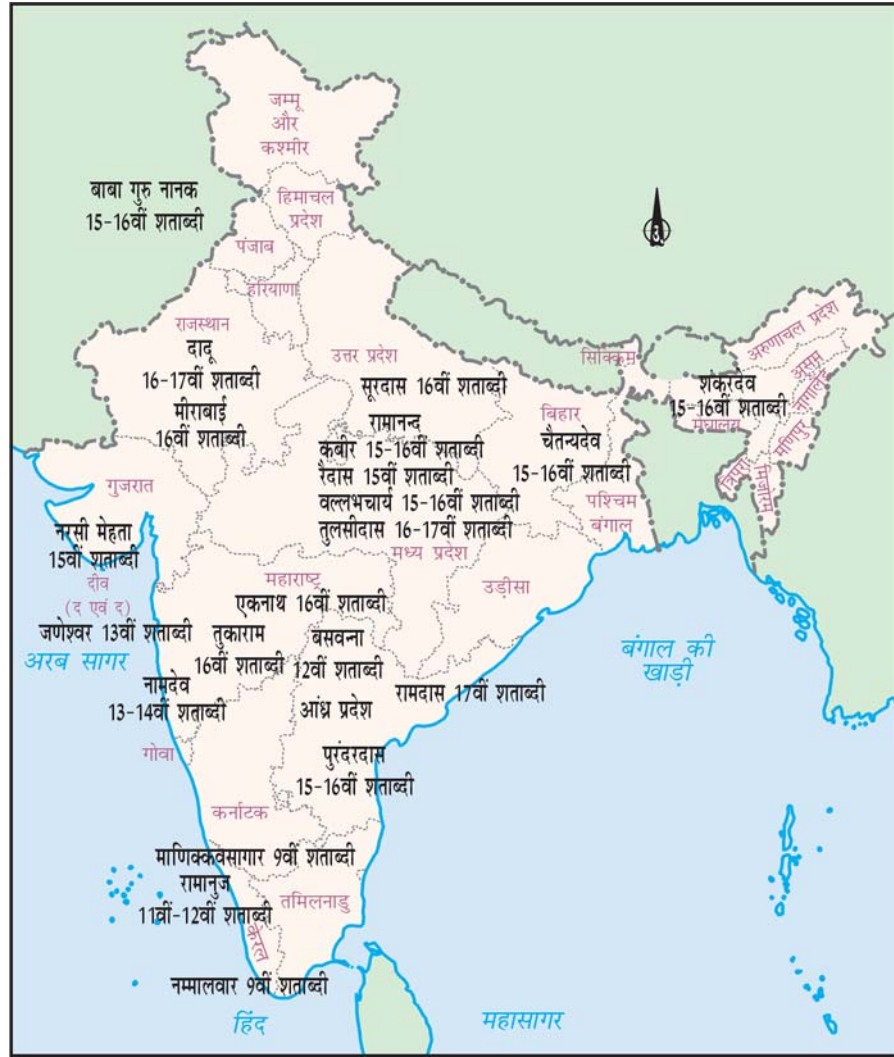 जम्मू
और
कश्मीर
बाबा गुरु नानक
15-16वीं शताब्दी
हिमाचल
प्रदेश
पंजाब
हरियाणा
राजस्थान
दादू
16-17वीं शताब्दी
मीराबाई
16वीं शताब्दी
उत्तर प्रदेश
सूरदास 16वीं शताब्दी
रामानन्द
कबीर 15-16वीं शताब्दी
रैदास 15वीं शताब्दी
वल्लभचार्य 15-16वीं शताब्दी
तुलसीदास 16-17वीं शताब्दी
सिक्किम
अरुणाचल प्रदेश
असम
नागालैंड
शंकरदेव
15-16वीं शताब्दी
मेघालय
मणिपुर
त्रिपुरा
मिज़ोरम
बिहार
चैतन्यदेव
15-16वीं शताब्दी
पश्चिम
बंगाल
गुजरात
नरसी मेहता
15वीं शताब्दी
दीव
(द एवं द)
मध्य प्रदेश
उड़ीसा
महाराष्ट्र
एकनाथ 16वीं शताब्दी
जणेश्वर 13वीं शताब्दी
तुकाराम
16वीं शताब्दी
बसवन्ना
12वीं शताब्दी
अरब सागर
बंगाल की
खाड़ी
नामदेव
13-14वीं शताब्दी
रामदास 17वीं शताब्दी
आंध्र प्रदेश
गोवा
पुरंदरदास
15-16वीं शताब्दी
कर्नाटक
माणिक्कवसागार 9वीं शताब्दी
रामानुज
11वीं-12वीं शताब्दी
तमिलनाडु
केरल
नम्मालवार 9वीं शताब्दी
हिंद
महासागर